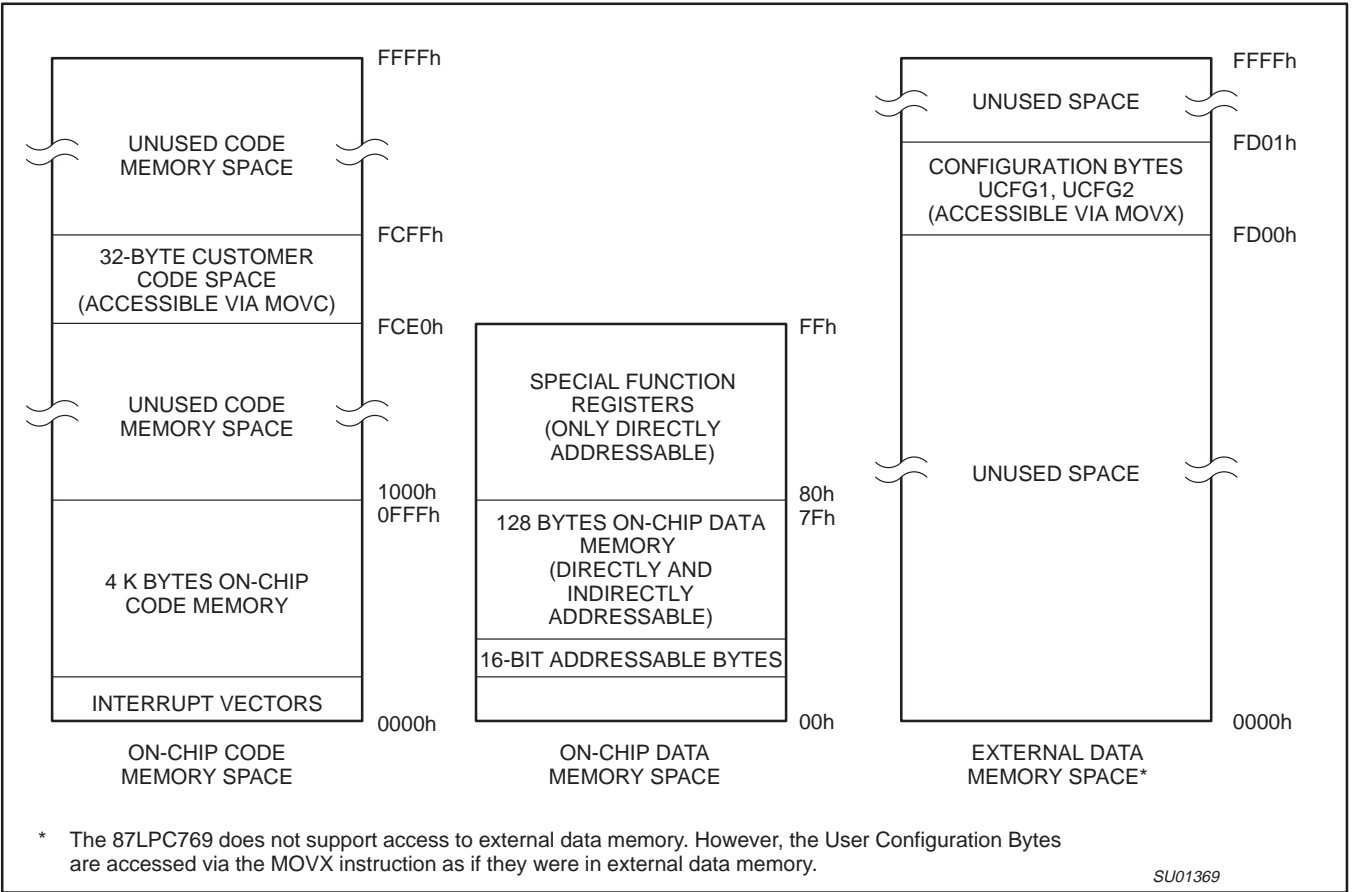 FFFFh
UNUSED CODE
MEMORY SPACE
FCFFh
32-BYTE CUSTOMER
CODE SPACE
(ACCESSIBLE VIA MOVC)
FCE0h
UNUSED CODE
MEMORY SPACE
1000h
0FFFh
4 K BYTES ON-CHIP
CODE MEMORY
INTERRUPT VECTORS
0000h
ON-CHIP CODE
MEMORY SPACE
FFh
SPECIAL FUNCTION
REGISTERS
(ONLY DIRECTLY
ADDRESSABLE)
80h
7Fh
128 BYTES ON-CHIP DATA
MEMORY
(DIRECTLY AND
INDIRECTLY
ADDRESSABLE)
16-BIT ADDRESSABLE BYTES
00h
ON-CHIP DATA
MEMORY SPACE
FFFFh
UNUSED SPACE
FD01h
CONFIGURATION BYTES
UCFG1, UCFG2
(ACCESSIBLE VIA MOVX)
FD00h
UNUSED SPACE
0000h
EXTERNAL DATA
MEMORY SPACE*
* The 87LPC769 does not support access to external data memory. However, the User Configuration Bytes
are accessed via the MOVX instruction as if they were in external data memory.
SU01369